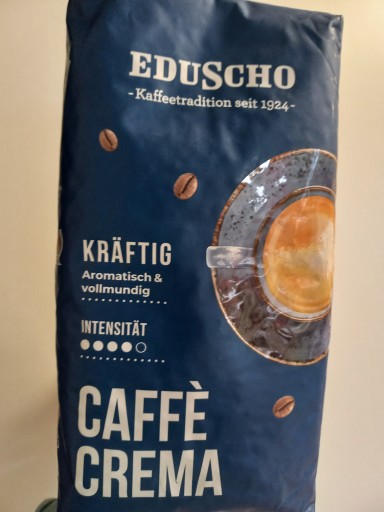 EDUSCHO
-Kaffeetradition seit 1924-
KRÄFTIG
Aromatisch &
vollmundig
INTENSITÄT
CAFFÈ
CREMA